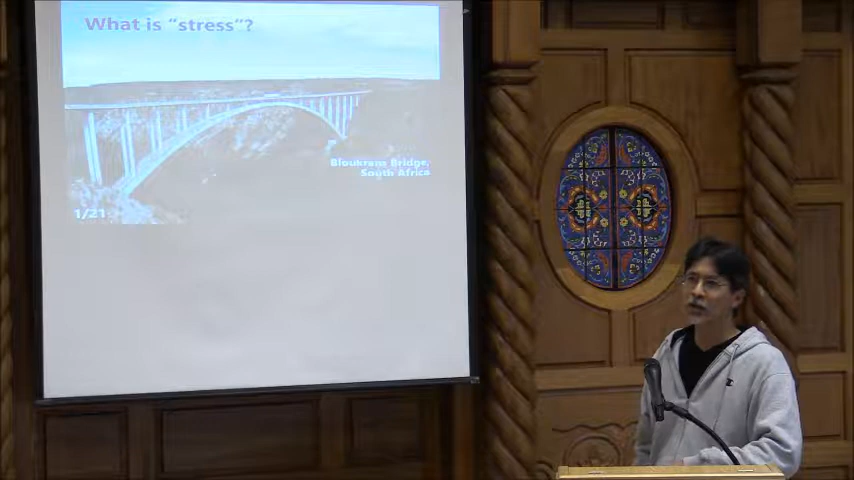 What is "stress"?
Bloukrans Bridge,
South Africa
1/21